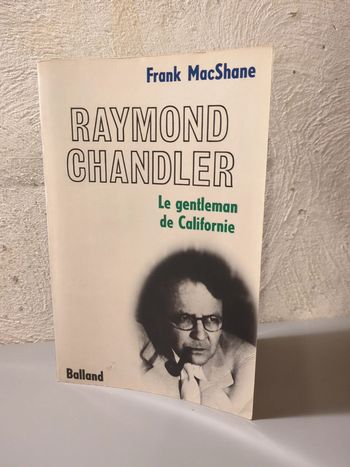 Frank MacShane
RAYMOND
CHANDLER
Le gentleman
de Californie
Balland